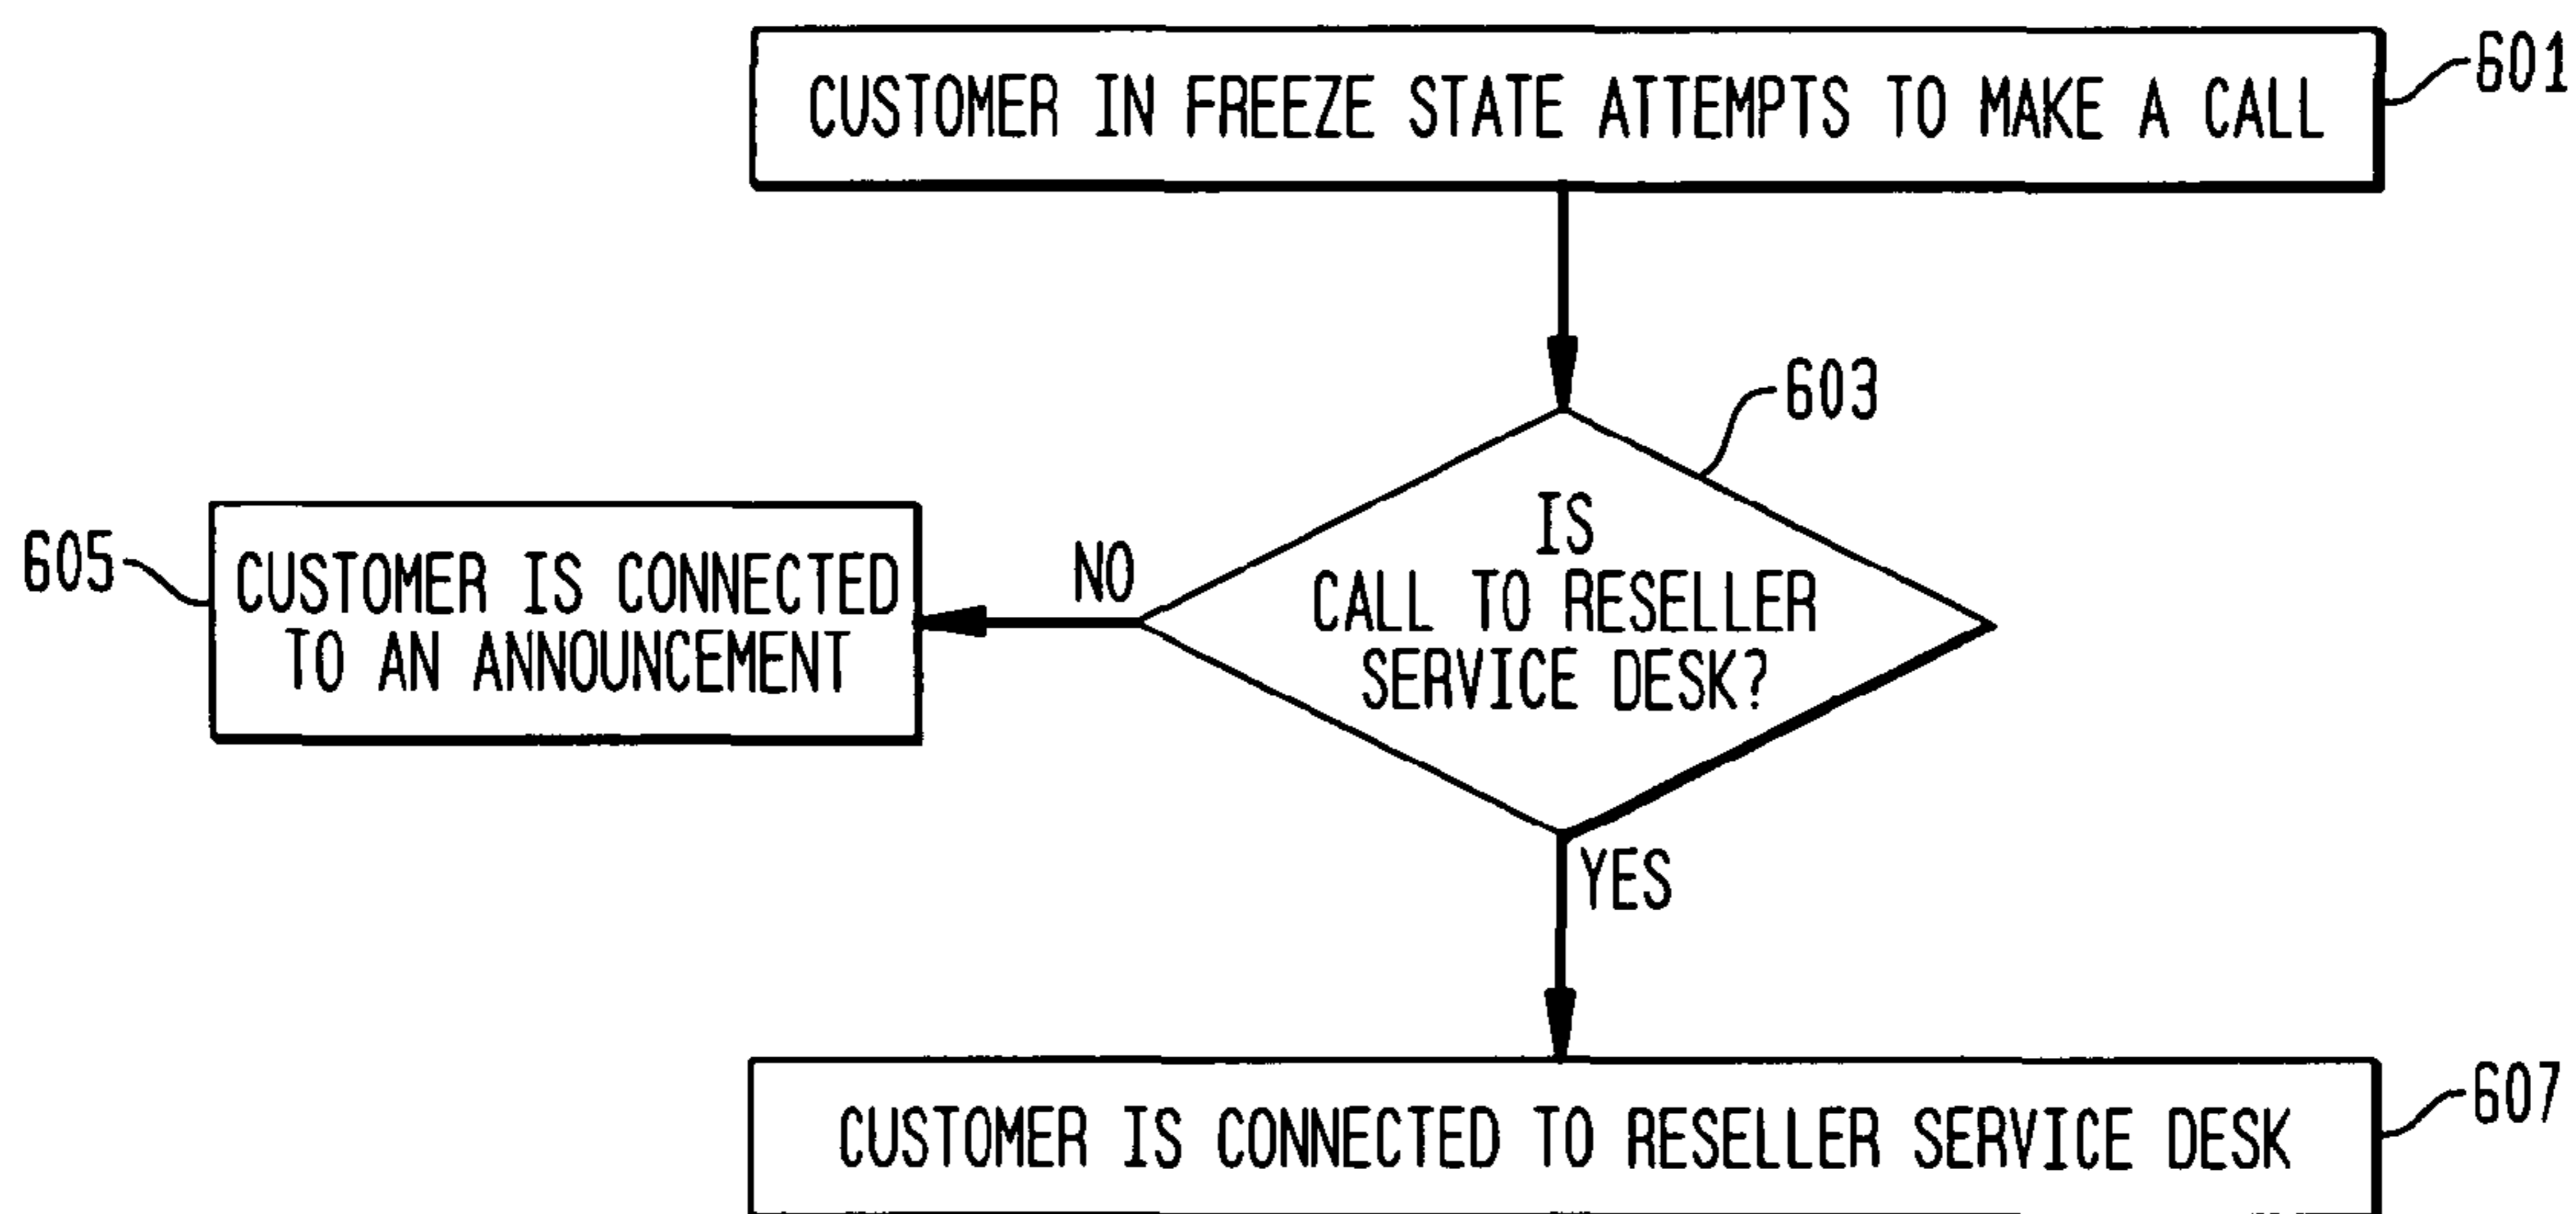 CUSTOMER IN FREEZE STATE ATTEMPTS TO MAKE A CALL
601
603
IS
CALL TO RESELLER
SERVICE DESK?
NO
605
CUSTOMER IS CONNECTED
TO AN ANNOUNCEMENT
YES
CUSTOMER IS CONNECTED TO RESELLER SERVICE DESK
607